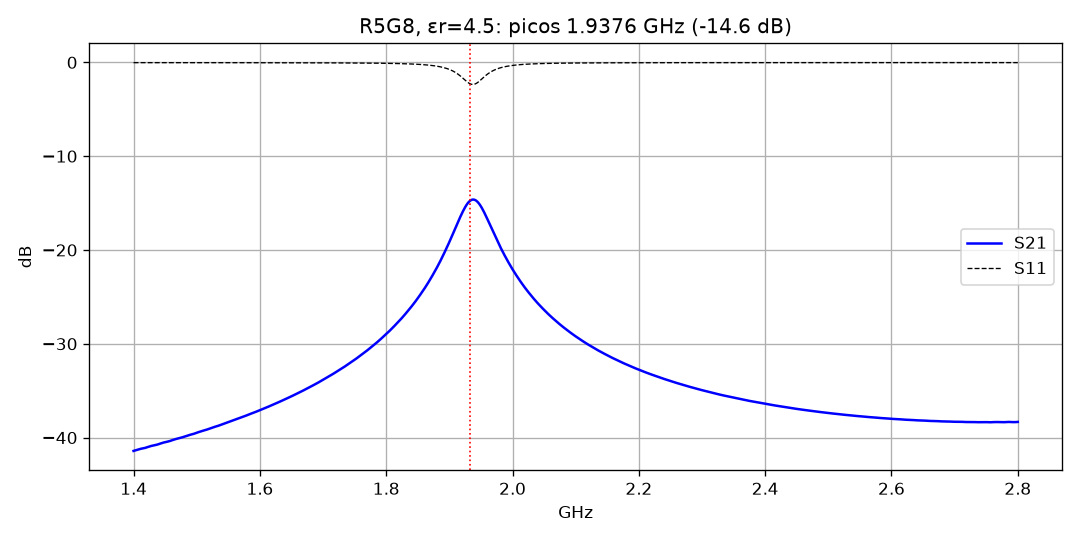 R5G8, εr=4.5: picos 1.9376 GHz (-14.6 dB)
0
−10
−20
−30
−40
dB
S21
S11
1.4 1.6 1.8 2.0 2.2 2.4 2.6 2.8
GHz